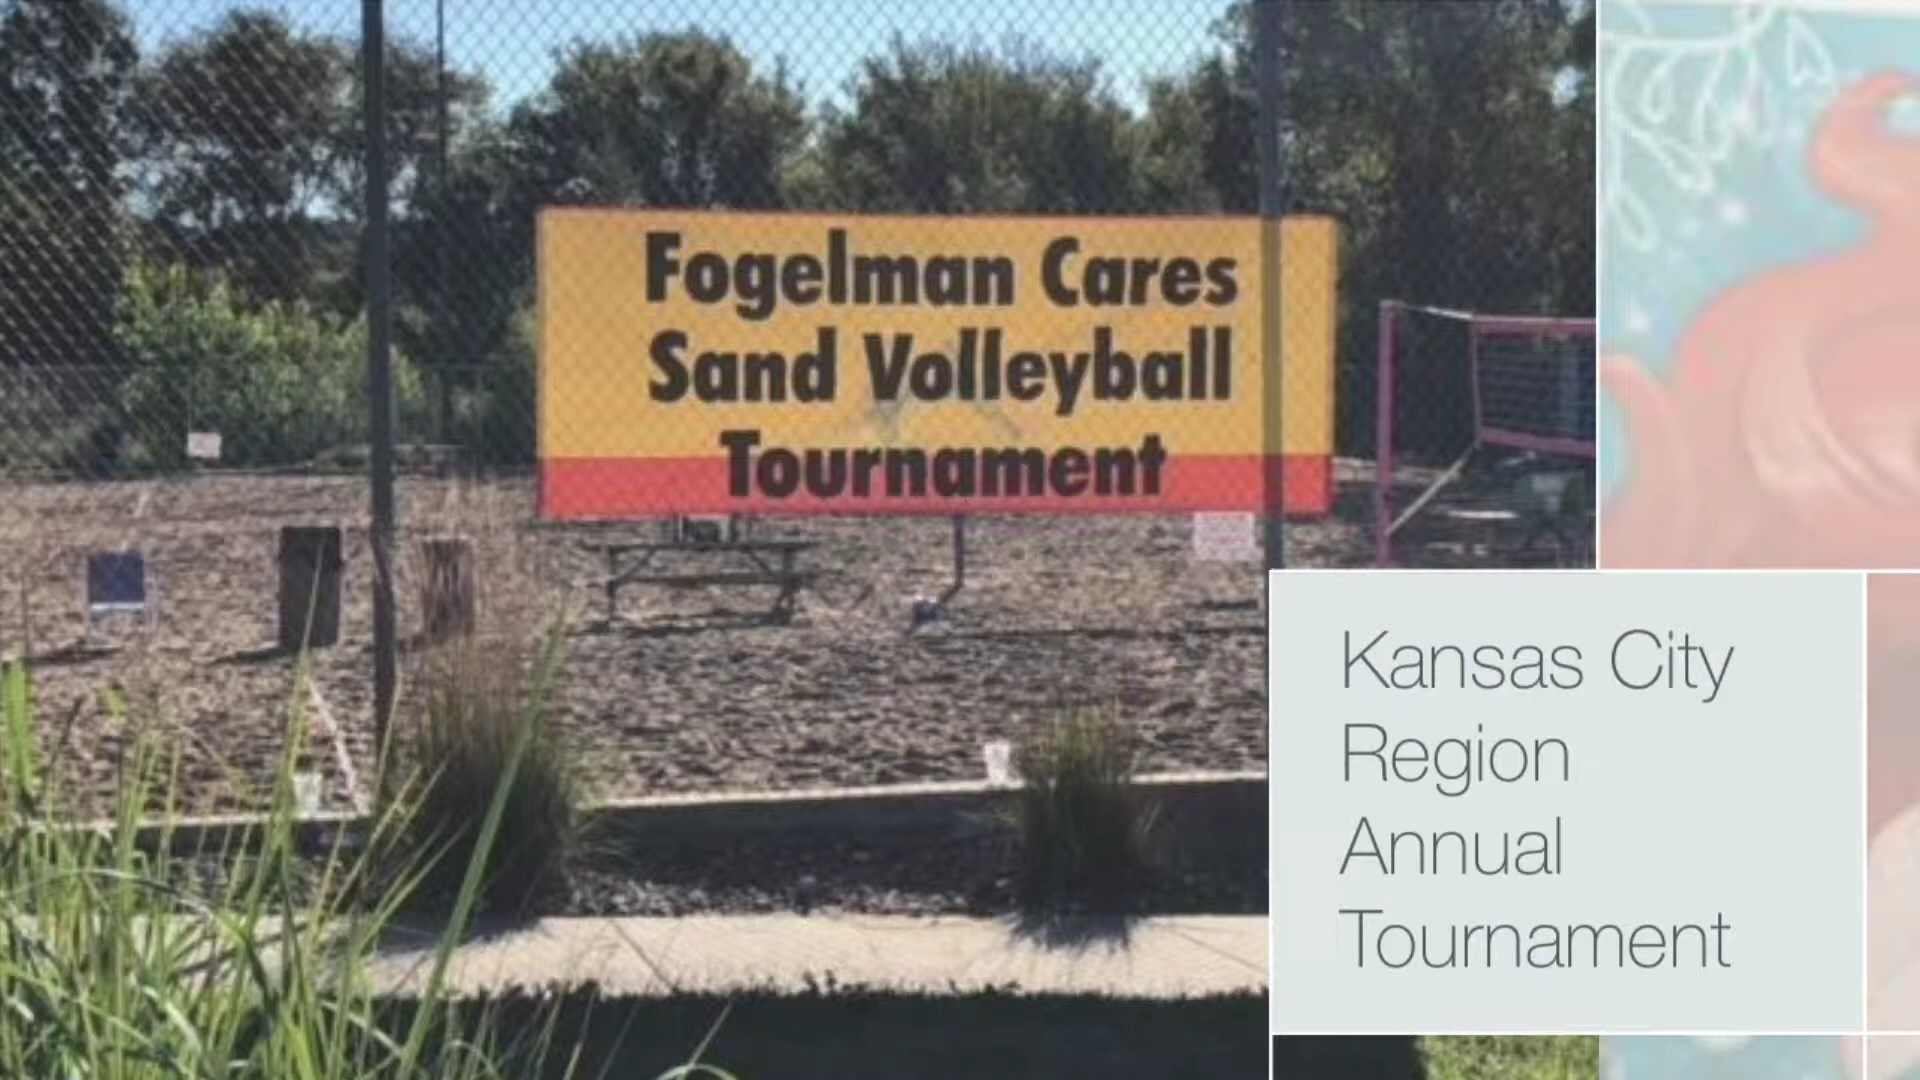 Fogelman Cares
Sand Volleyball
Tournament
Kansas City
Region
Annual
Tournament